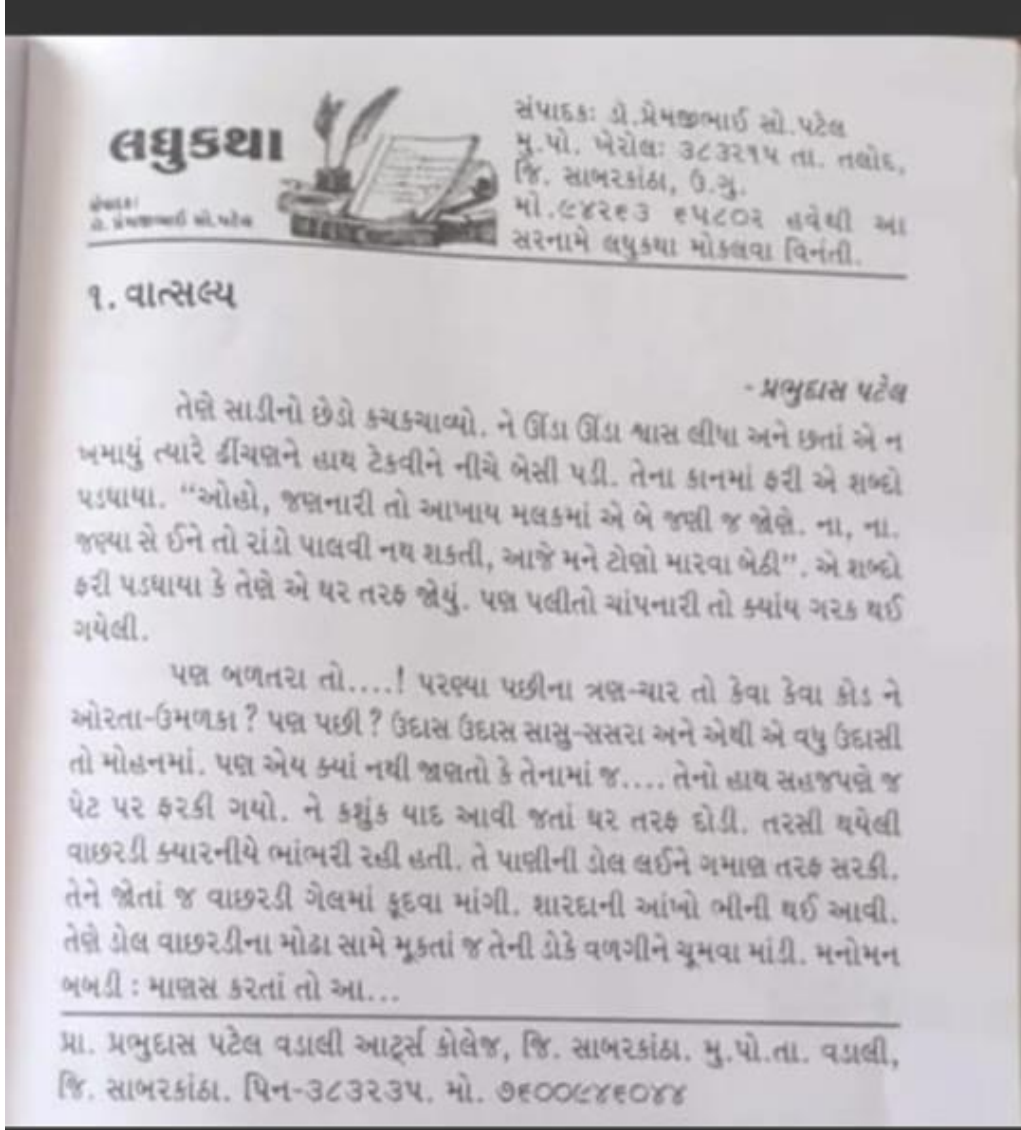 લઘુકથા
સંપાદક:
ડો. પ્રેમજીભાઈ સો.પટેલ
સંપાદક: ડો.પ્રેમજીભાઈ સો.પટેલ
મુ.પો. ખેરોલ: ૩૮૩૨૧૫ તા. તલોદ,
જિ. સાબરકાંઠા, ઉ.ગુ.
મો.૯૪૨૬૩ ૬૫૮૦૨ હવેથી આ
સરનામે લઘુકથા મોકલવા વિનંતી.
૧. વાત્સલ્ય
- પ્રભુદાસ પટેલ
તેણે સાડીનો છેડો કચકચાવ્યો. ને ઊંડા ઊંડા શ્વાસ લીધા અને છતાં એ ન
ખમાયું ત્યારે ઢીંચણને હાથ ટેકવીને નીચે બેસી પડી. તેના કાનમાં ફરી એ શબ્દો
પડઘાયા. “ઓહો, જણનારી તો આખાય મલકમાં એ બે જણી જ જોણે. ના, ના.
જણ્યા સે ઈને તો રાંડો પાલવી નથ શકતી, આજે મને ટોણો મારવા બેઠી”. એ શબ્દો
ફરી પડઘાયા કે તેણે એ ઘર તરફ જોયું. પણ પલીતો ચાંપનારી તો ક્યાંય ગરક થઈ
ગયેલી.
પણ બળતરા તો....! પરણ્યા પછીના ત્રણ-ચાર તો કેવા કેવા કોડ ને
ઓરતા-ઉમળકા ? પણ પછી ? ઉદાસ ઉદાસ સાસુ-સસરા અને એથી એ વધુ ઉદાસી
તો મોહનમાં. પણ એય ક્યાં નથી જાણતો કે તેનામાં જ.... તેનો હાથ સહજપણે જ
પેટ પર ફરકી ગયો. ને કશુંક યાદ આવી જતાં ઘર તરફ દોડી. તરસી થયેલી
વાછરડી ક્યારનીયે ભાંભરી રહી હતી. તે પાણીની ડોલ લઈને ગમાણ તરફ સરકી.
તેને જોતાં જ વાછરડી ગેલમાં કૂદવા માંગી. શારદાની આંખો ભીની થઈ આવી.
તેણે ડોલ વાછરડીના મોઢા સામે મૂકતાં જ તેની ડોકે વળગીને ચૂમવા માંડી. મનોમન
બબડી : માણસ કરતાં તો આ...
પ્રા. પ્રભુદાસ પટેલ વડાલી આર્ટ્સ કોલેજ, જિ. સાબરકાંઠા. મુ.પો.તા. વડાલી,
જિ. સાબરકાંઠા. પિન-૩૮૩૨૩૫. મો. ૭૬૦૦૯૪૬૦૪૪